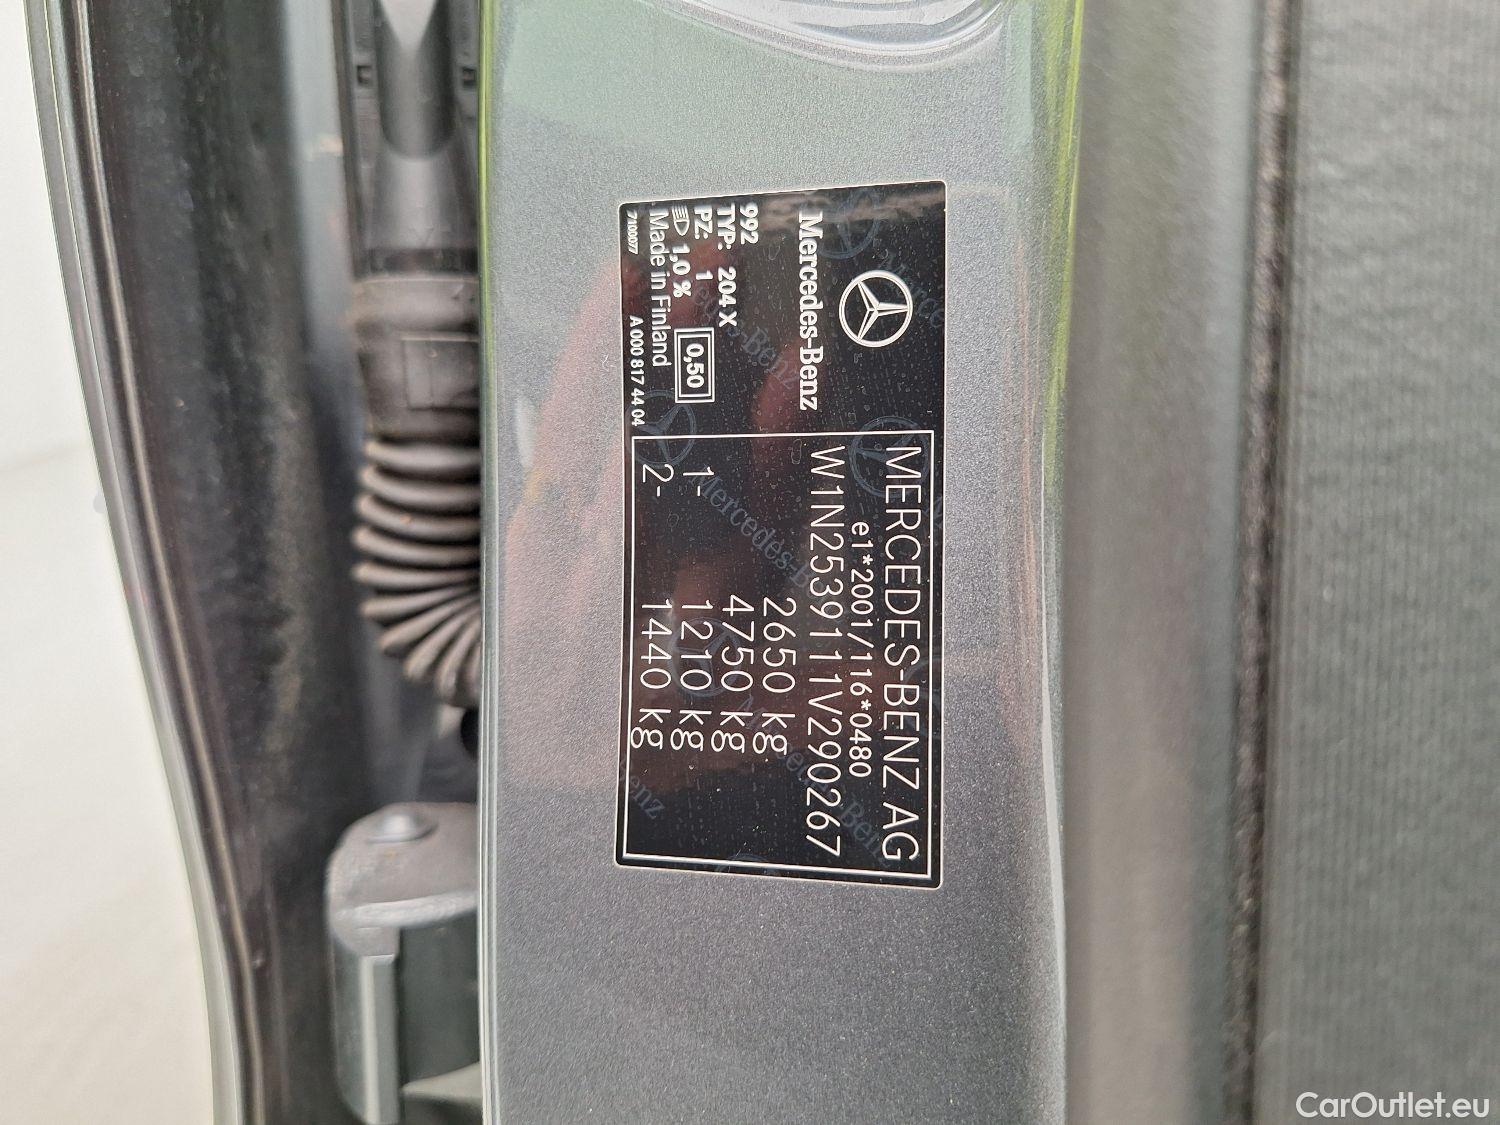 Mercedes-Benz
992
TYP: 204 X
PZ: 1
1,0 %
0,50
Made in Finland
7100077
A 000 817 44 04
MERCEDES-BENZ AG
e1*2001/116*0480
W1N2539111V290267
2650 kg
4750 kg
1- 1210 kg
2- 1440 kg
CarOutlet.eu